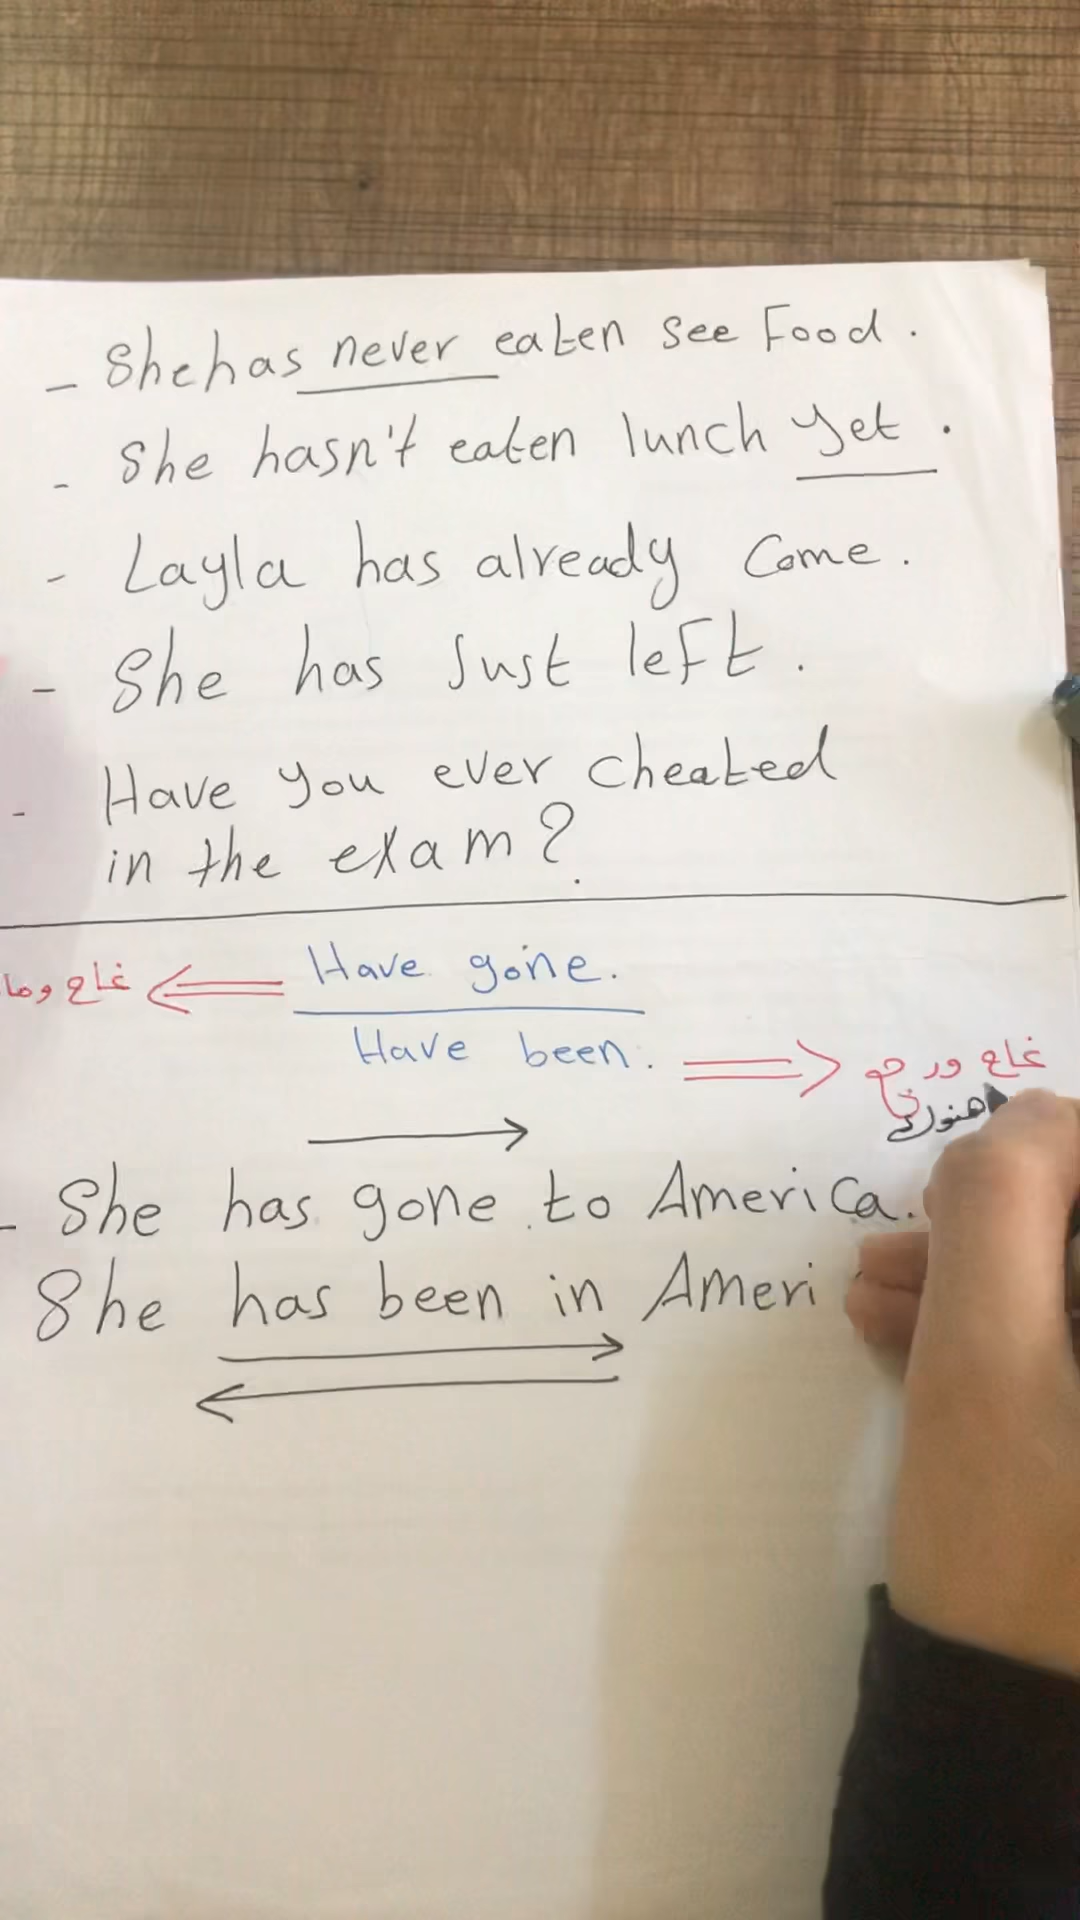 - She has never eaten see Food.
- She hasn't eaten lunch yet.
- Layla has already come.
- She has Just left.
- Have you ever cheated
in the exam?
Have gone.
Have been.
- She has gone to America.
She has been in Ameri